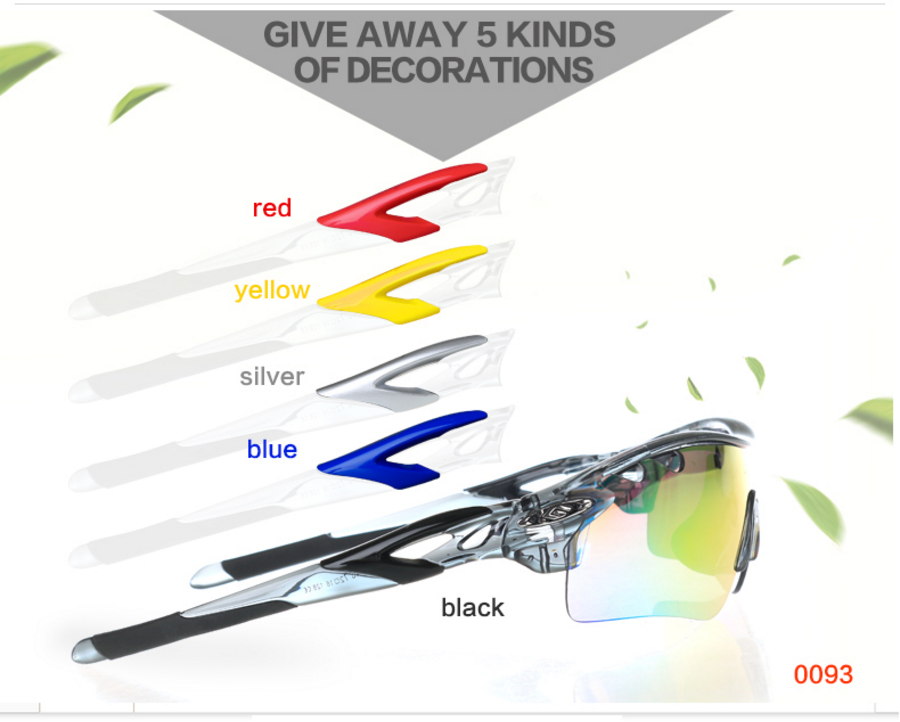 GIVE AWAY 5 KINDS
OF DECORATIONS
red
yellow
silver
blue
black
0093